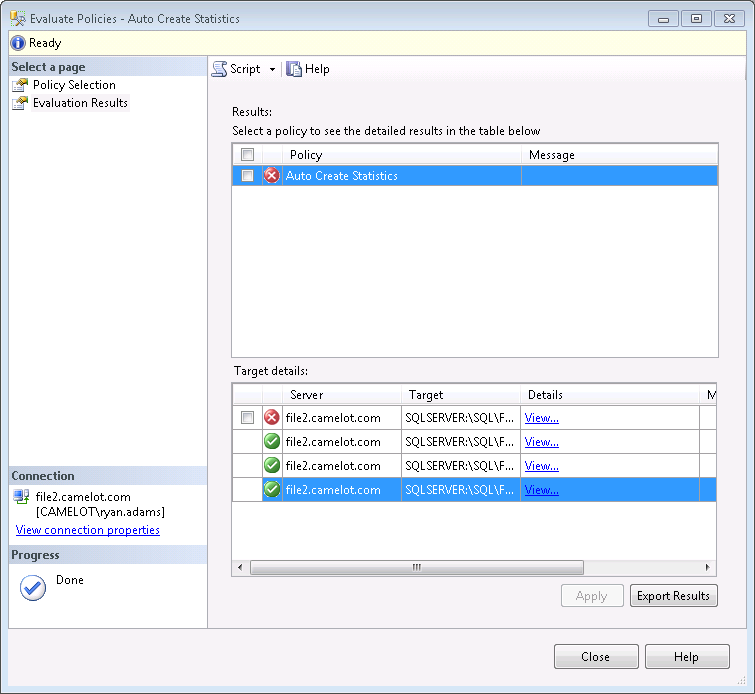 Evaluate Policies - Auto Create Statistics
Ready
Select a page
Policy Selection
Evaluation Results
Script Help
Results:
Select a policy to see the detailed results in the table below
Policy Message
Auto Create Statistics
Target details:
Server Target Details M
file2.camelot.com SQLSERVER:\SQL\F... View...
file2.camelot.com SQLSERVER:\SQL\F... View...
file2.camelot.com SQLSERVER:\SQL\F... View...
file2.camelot.com SQLSERVER:\SQL\F... View...
Connection
file2.camelot.com
[CAMELOT\ryan.adams]
View connection properties
Progress
Done
Apply Export Results
Close Help